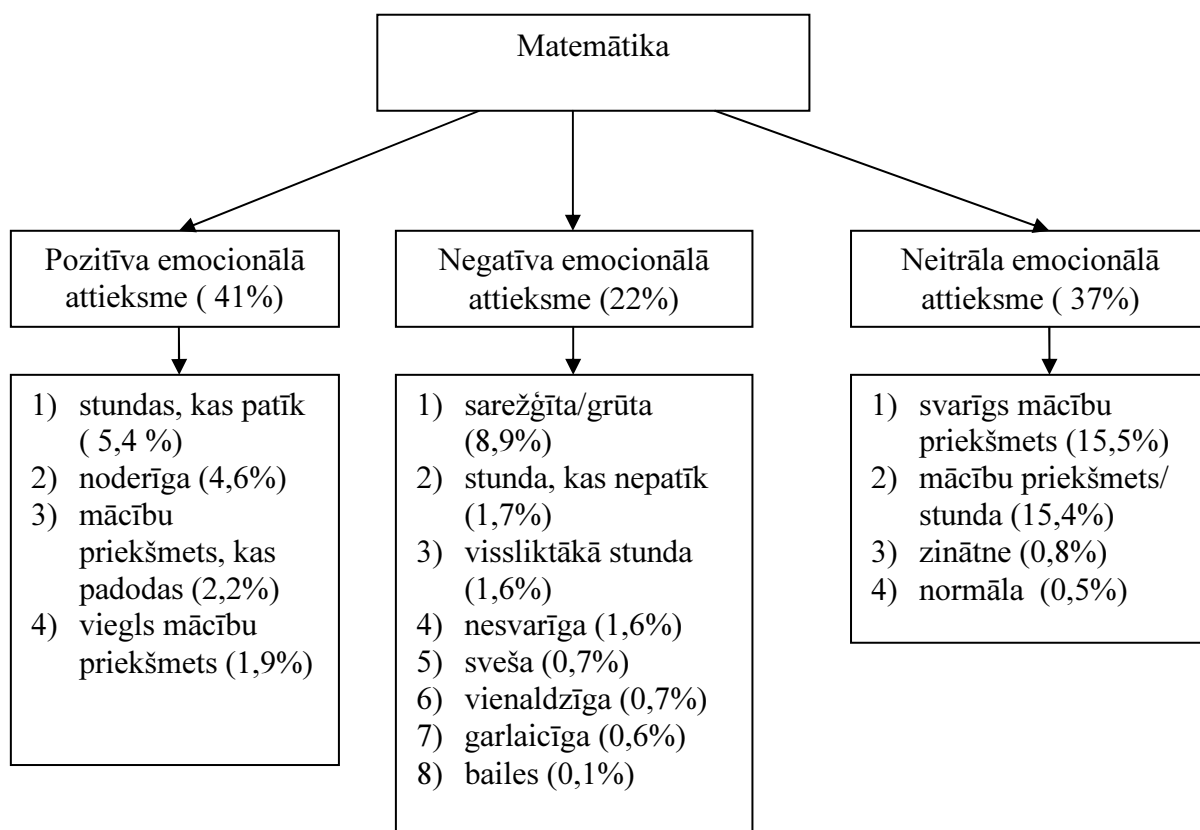 Matemātika
Pozitīva emocionālā
attieksme ( 41%)
Negatīva emocionālā
attieksme (22%)
Neitrāla emocionālā
attieksme ( 37%)
1) stundas, kas patīk
( 5,4 %)
2) noderīga (4,6%)
3) mācību
priekšmets, kas
padodas (2,2%)
4) viegls mācību
priekšmets (1,9%)
1) sarežģīta/grūta
(8,9%)
2) stunda, kas nepatīk
(1,7%)
3) vissliktākā stunda
(1,6%)
4) nesvarīga (1,6%)
5) sveša (0,7%)
6) vienaldzīga (0,7%)
7) garlaicīga (0,6%)
8) bailes (0,1%)
1) svarīgs mācību
priekšmets (15,5%)
2) mācību priekšmets/
stunda (15,4%)
3) zinātne (0,8%)
4) normāla (0,5%)